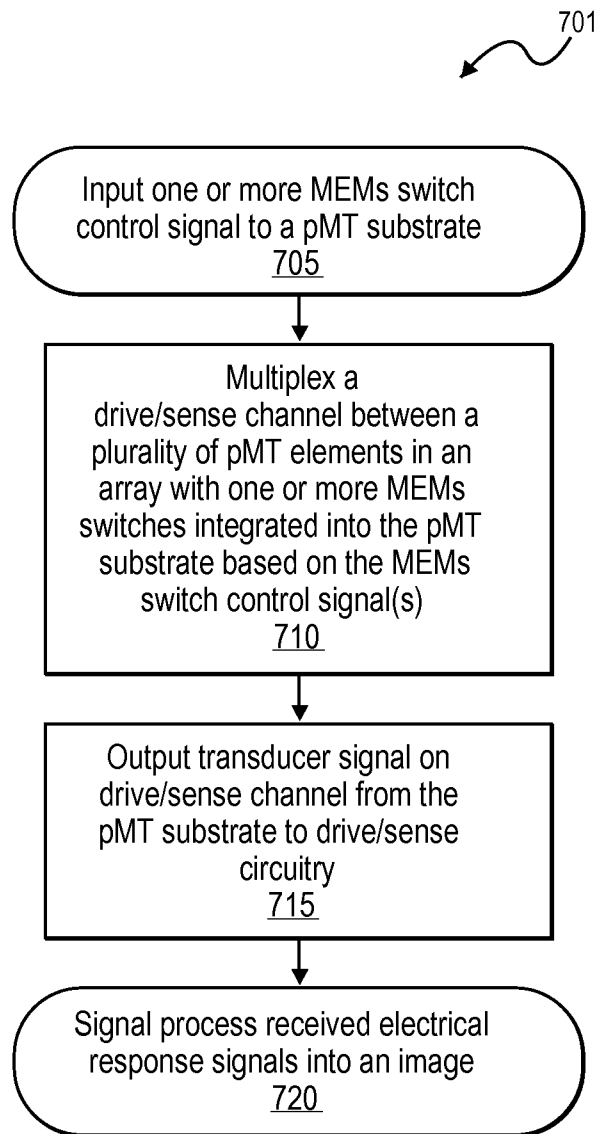 701
Input one or more MEMs switch
control signal to a pMT substrate
705
Multiplex a
drive/sense channel between a
plurality of pMT elements in an
array with one or more MEMs
switches integrated into the pMT
substrate based on the MEMs
switch control signal(s)
710
Output transducer signal on
drive/sense channel from the
pMT substrate to drive/sense
circuitry
715
Signal process received electrical
response signals into an image
720